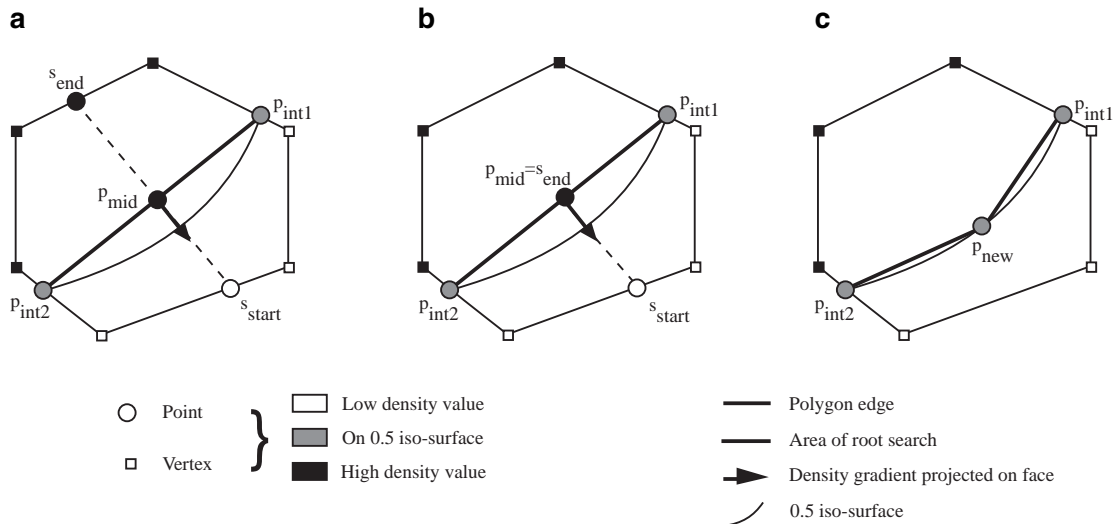 a
b
c
s_end
p_int1
p_mid
p_int2
s_start
p_int1
p_mid=s_end
p_int2
s_start
p_int1
p_new
p_int2
Point
Vertex
}
Low density value
On 0.5 iso-surface
High density value
Polygon edge
Area of root search
Density gradient projected on face
0.5 iso-surface